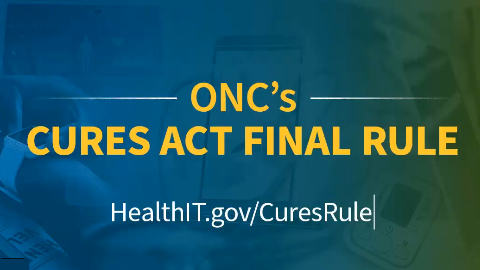 ONC's
CURES ACT FINAL RULE
HealthIT.gov/CuresRule